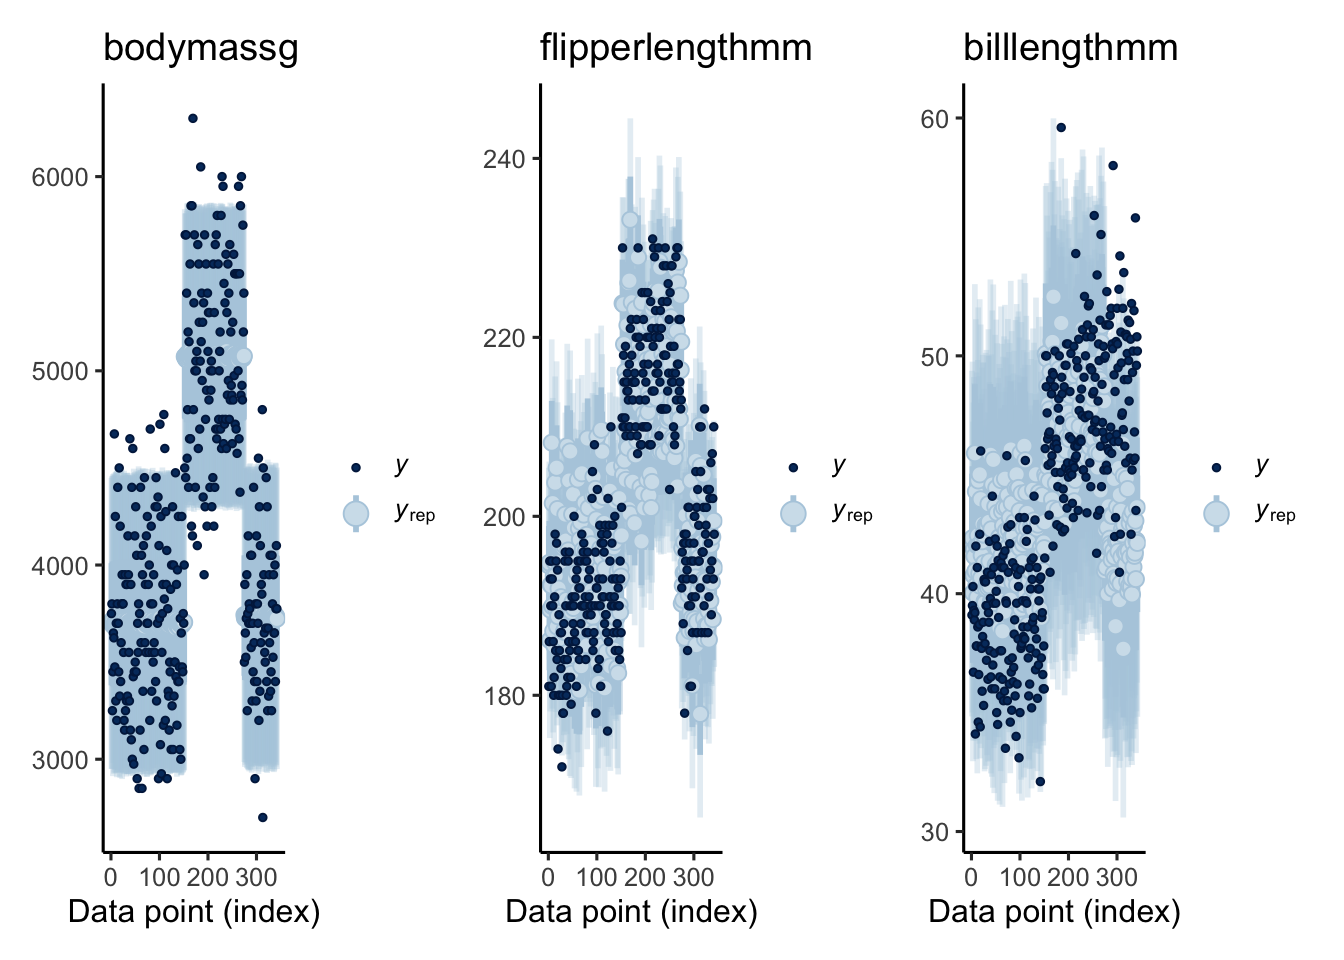 bodymassg
6000
5000
4000
3000
0 100 200 300
Data point (index)
y
yrep
flipperlengthmm
240
220
200
180
0 100 200 300
Data point (index)
y
yrep
billlengthmm
60
50
40
30
0 100 200 300
Data point (index)
y
yrep